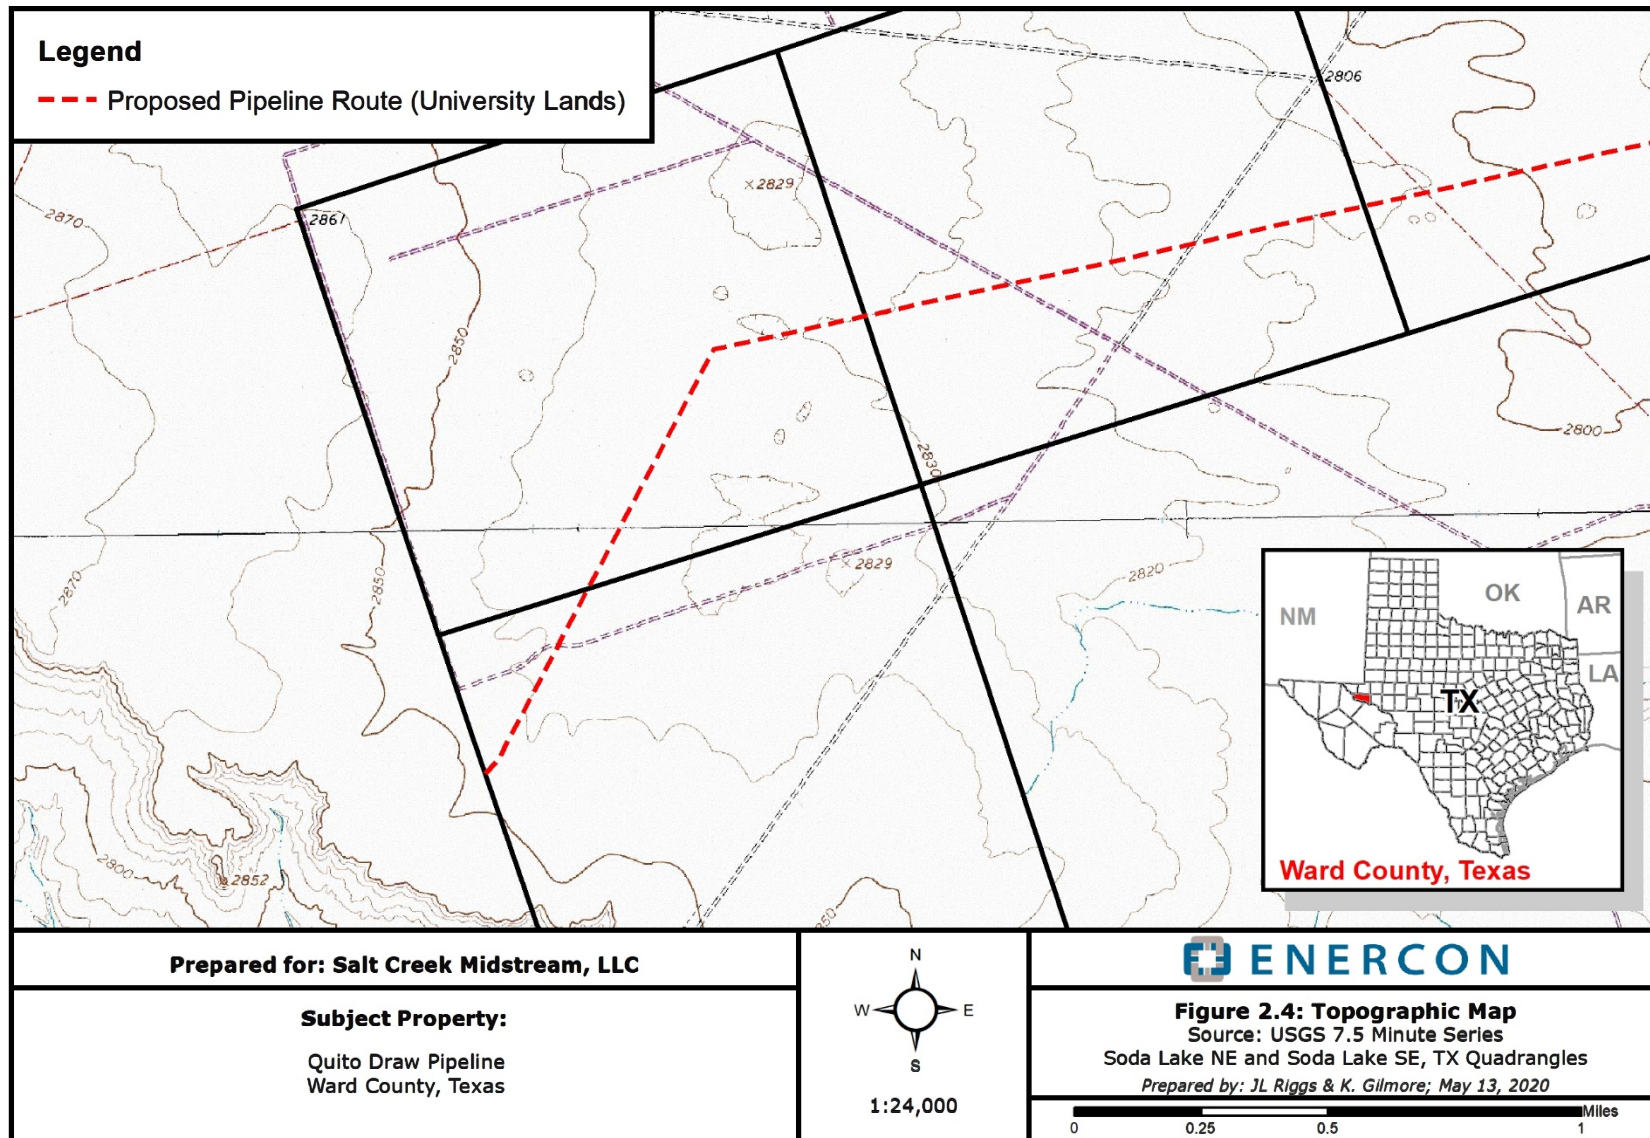 Legend
Proposed Pipeline Route (University Lands)
2806
2829
2861
2870
2850
2830
2800
2829
2820
2870
2850
2800
2852
NM
OK
AR
LA
TX
Ward County, Texas
Prepared for: Salt Creek Midstream, LLC
Subject Property:
Quito Draw Pipeline
Ward County, Texas
N
W
E
S
1:24,000
ENERCON
Figure 2.4: Topographic Map
Source: USGS 7.5 Minute Series
Soda Lake NE and Soda Lake SE, TX Quadrangles
Prepared by: JL Riggs & K. Gilmore; May 13, 2020
Miles
0 0.25 0.5 1